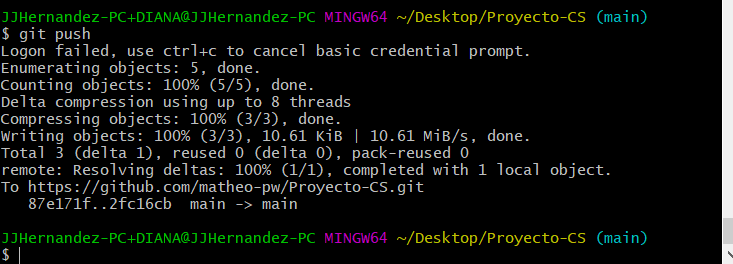 JJHernandez-PC+DIANA@JJHernandez-PC MINGW64 ~/Desktop/Proyecto-CS (main)
$ git push
Logon failed, use ctrl+c to cancel basic credential prompt.
Enumerating objects: 5, done.
Counting objects: 100% (5/5), done.
Delta compression using up to 8 threads
Compressing objects: 100% (3/3), done.
Writing objects: 100% (3/3), 10.61 KiB | 10.61 MiB/s, done.
Total 3 (delta 1), reused 0 (delta 0), pack-reused 0
remote: Resolving deltas: 100% (1/1), completed with 1 local object.
To https://github.com/matheo-pw/Proyecto-CS.git
   87e171f..2fc16cb  main -> main
JJHernandez-PC+DIANA@JJHernandez-PC MINGW64 ~/Desktop/Proyecto-CS (main)
$